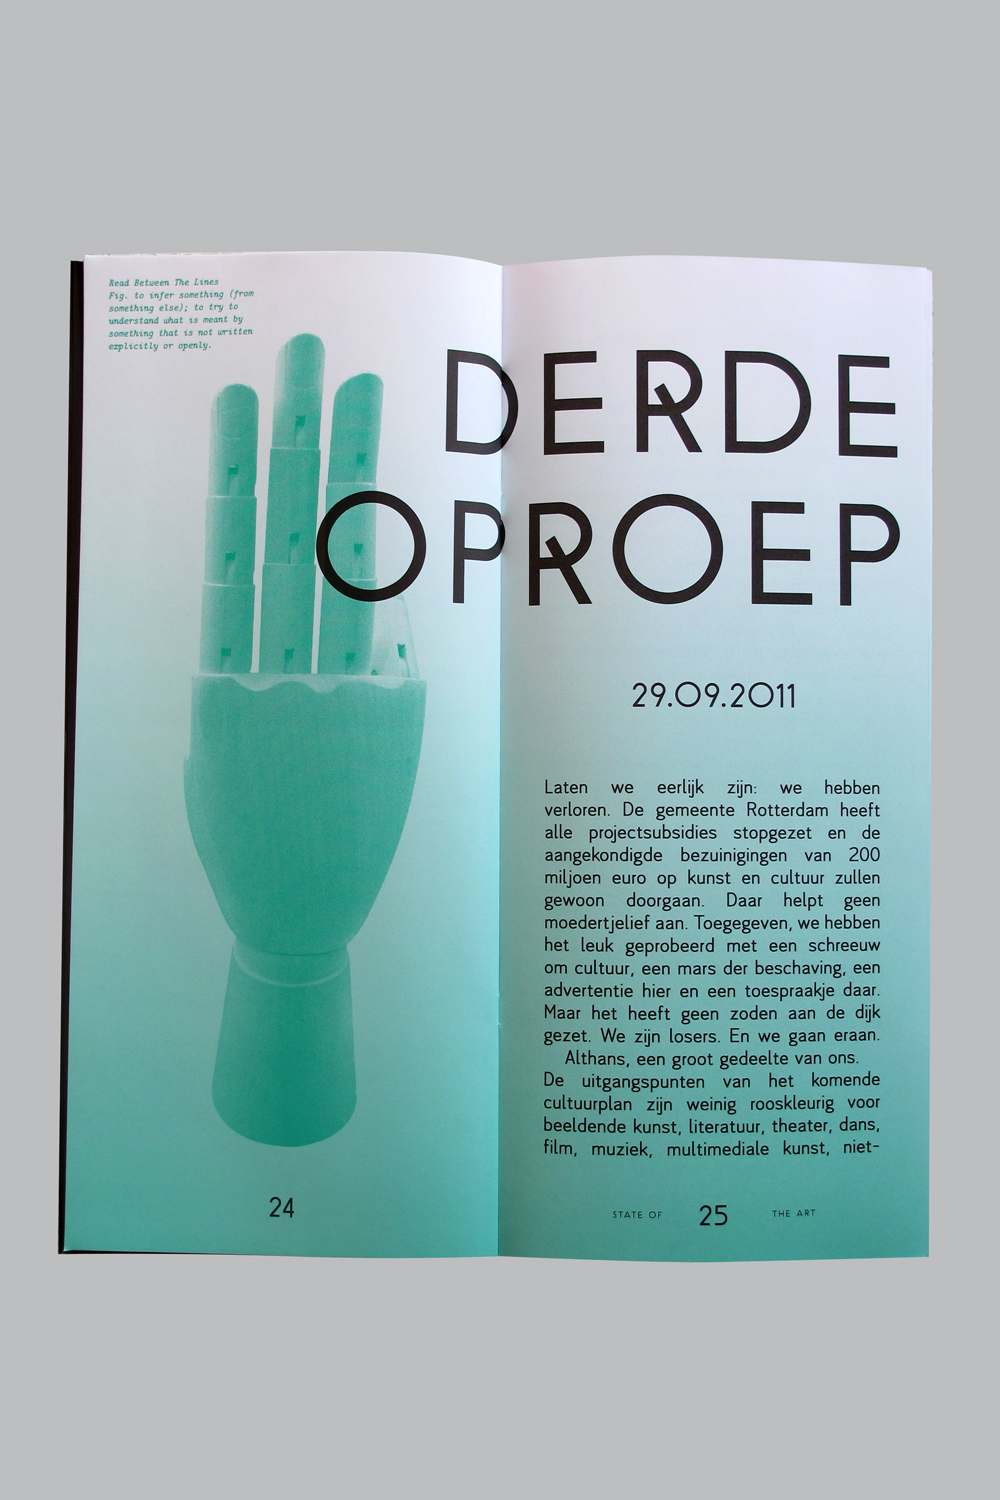 Read Between The Lines
Fig. to infer something (from
something else); to try to
understand what is meant by
something that is not written
explicitly or openly.
DERDE
OPROEP
29.09.2011
Laten we eerlijk zijn: we hebben
verloren. De gemeente Rotterdam heeft
alle projectsubsidies stopgezet en de
aangekondigde bezuinigingen van 200
miljoen euro op kunst en cultuur zullen
gewoon doorgaan. Daar helpt geen
moedertjelief aan. Toegegeven, we hebben
het leuk geprobeerd met een schreeuw
om cultuur, een mars der beschaving, een
advertentie hier en een toespraakje daar.
Maar het heeft geen zoden aan de dijk
gezet. We zijn losers. En we gaan eraan.
Althans, een groot gedeelte van ons.
De uitgangspunten van het komende
cultuurplan zijn weinig rooskleurig voor
beeldende kunst, literatuur, theater, dans,
film, muziek, multimediale kunst, niet-
24
STATE OF 25 THE ART